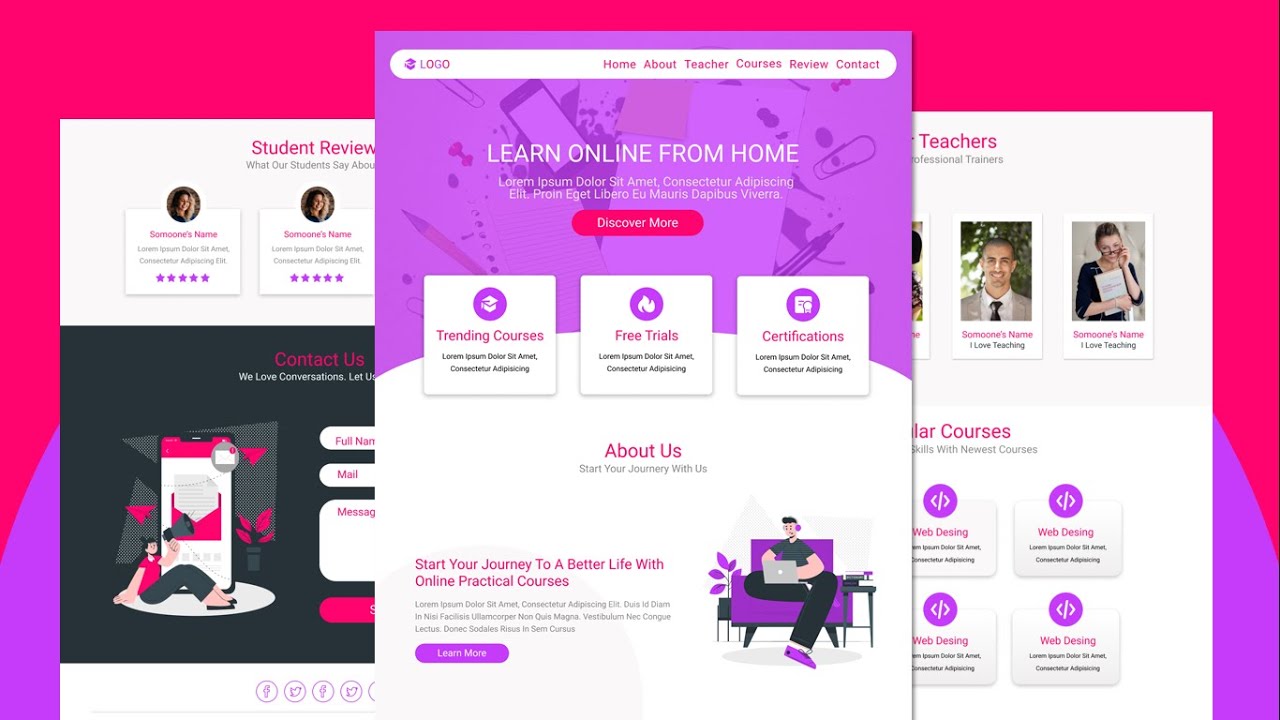 LOGO
Home About Teacher Courses Review Contact
LEARN ONLINE FROM HOME
Lorem Ipsum Dolor Sit Amet, Consectetur Adipiscing
Elit. Proin Eget Libero Eu Mauris Dapibus Viverra.
Discover More
Trending Courses
Lorem Ipsum Dolor Sit Amet,
Consectetur Adipisicing
Free Trials
Lorem Ipsum Dolor Sit Amet,
Consectetur Adipisicing
Certifications
Lorem Ipsum Dolor Sit Amet,
Consectetur Adipisicing
About Us
Start Your Journey With Us
Start Your Journey To A Better Life With
Online Practical Courses
Lorem Ipsum Dolor Sit Amet, Consectetur Adipiscing Elit. Duis Id Diam
In Nisi Facilisis Ullamcorper Non Quis Magna. Vestibulum Nec Congue
Lectus. Donec Sodales Risus In Sem Cursus
Learn More
Student Review
What Our Students Say Abou
Somoone's Name
Lorem Ipsum Dolor Sit Amet,
Consectetur Adipiscing Elit.
Somoone's Name
Lorem Ipsum Dolor Sit Amet,
Consectetur Adipiscing Elit.
Contact Us
We Love Conversations. Let Us
Full Nam
Mail
Messag
S
r Teachers
rofessional Trainers
Somoone's Name
I Love Teaching
Somoone's Name
I Love Teaching
lar Courses
Skills With Newest Courses
Web Desing
Lorem Ipsum Dolor Sit Amet,
Consectetur Adipisicing
Web Desing
Lorem Ipsum Dolor Sit Amet,
Consectetur Adipisicing
Web Desing
Lorem Ipsum Dolor Sit Amet,
Consectetur Adipisicing
Web Desing
Lorem Ipsum Dolor Sit Amet,
Consectetur Adipisicing